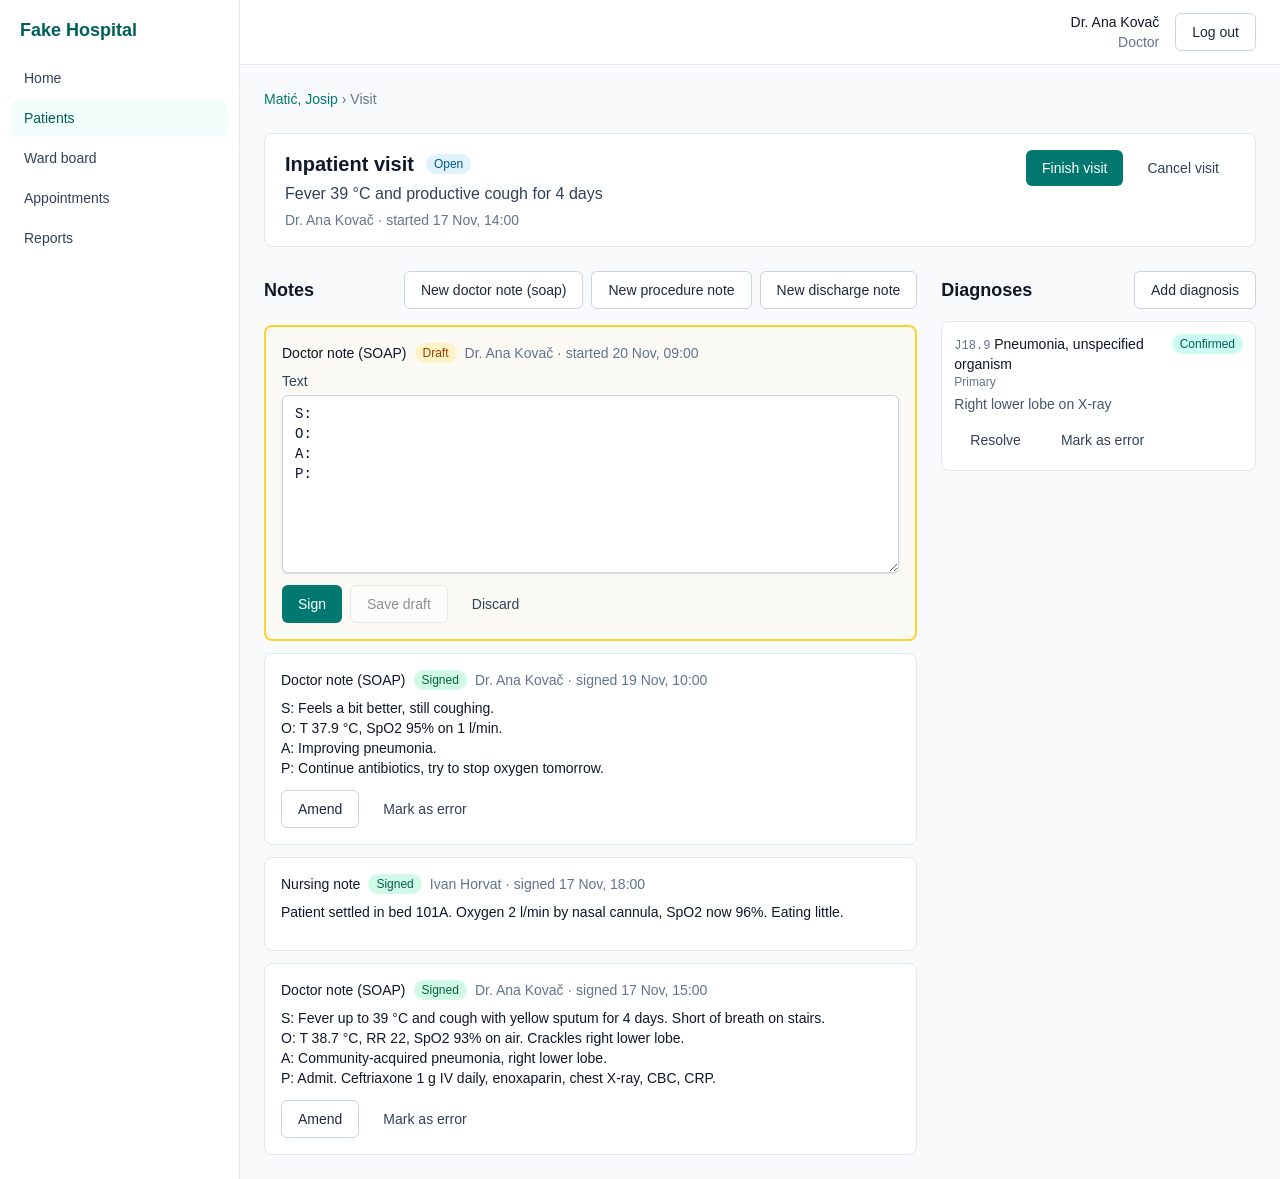 Fake Hospital
Home
Patients
Ward board
Appointments
Reports
Dr. Ana Kovač
Doctor
Log out
Matić, Josip › Visit
Inpatient visit Open
Fever 39 °C and productive cough for 4 days
Dr. Ana Kovač · started 17 Nov, 14:00
Finish visit
Cancel visit
Notes
New doctor note (soap)
New procedure note
New discharge note
Doctor note (SOAP) Draft Dr. Ana Kovač · started 20 Nov, 09:00
Text
S:
O:
A:
P:
Sign
Save draft
Discard
Doctor note (SOAP) Signed Dr. Ana Kovač · signed 19 Nov, 10:00
S: Feels a bit better, still coughing.
O: T 37.9 °C, SpO2 95% on 1 l/min.
A: Improving pneumonia.
P: Continue antibiotics, try to stop oxygen tomorrow.
Amend
Mark as error
Nursing note Signed Ivan Horvat · signed 17 Nov, 18:00
Patient settled in bed 101A. Oxygen 2 l/min by nasal cannula, SpO2 now 96%. Eating little.
Doctor note (SOAP) Signed Dr. Ana Kovač · signed 17 Nov, 15:00
S: Fever up to 39 °C and cough with yellow sputum for 4 days. Short of breath on stairs.
O: T 38.7 °C, RR 22, SpO2 93% on air. Crackles right lower lobe.
A: Community-acquired pneumonia, right lower lobe.
P: Admit. Ceftriaxone 1 g IV daily, enoxaparin, chest X-ray, CBC, CRP.
Amend
Mark as error
Diagnoses
Add diagnosis
J18.9 Pneumonia, unspecified
organism
Confirmed
Primary
Right lower lobe on X-ray
Resolve
Mark as error